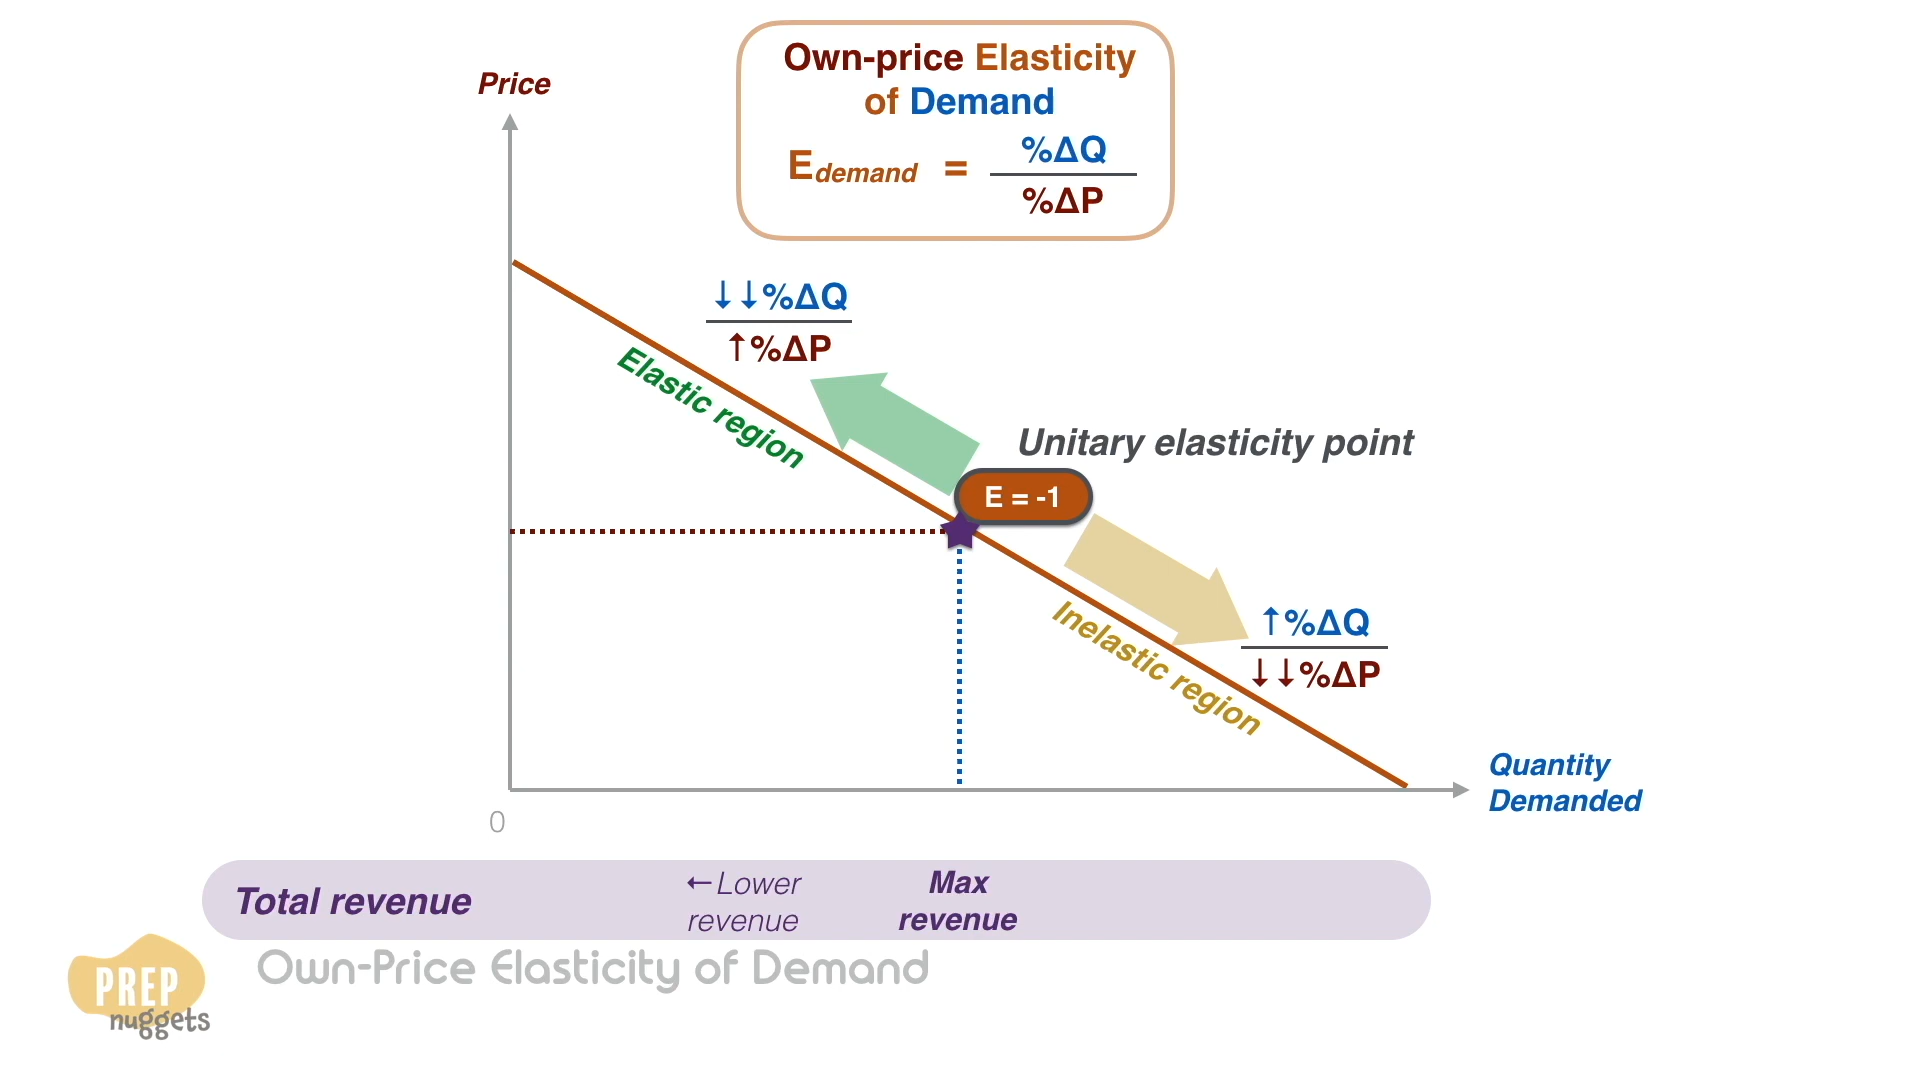 Own-price Elasticity
of Demand
Edemand = %ΔQ
%ΔP
Price
↓↓%ΔQ
↑%ΔP
Elastic region
Unitary elasticity point
E = -1
Inelastic region
↑%ΔQ
↓↓%ΔP
Quantity
Demanded
0
Total revenue
←Lower
revenue
Max
revenue
Own-Price Elasticity of Demand
PREP
nuggets